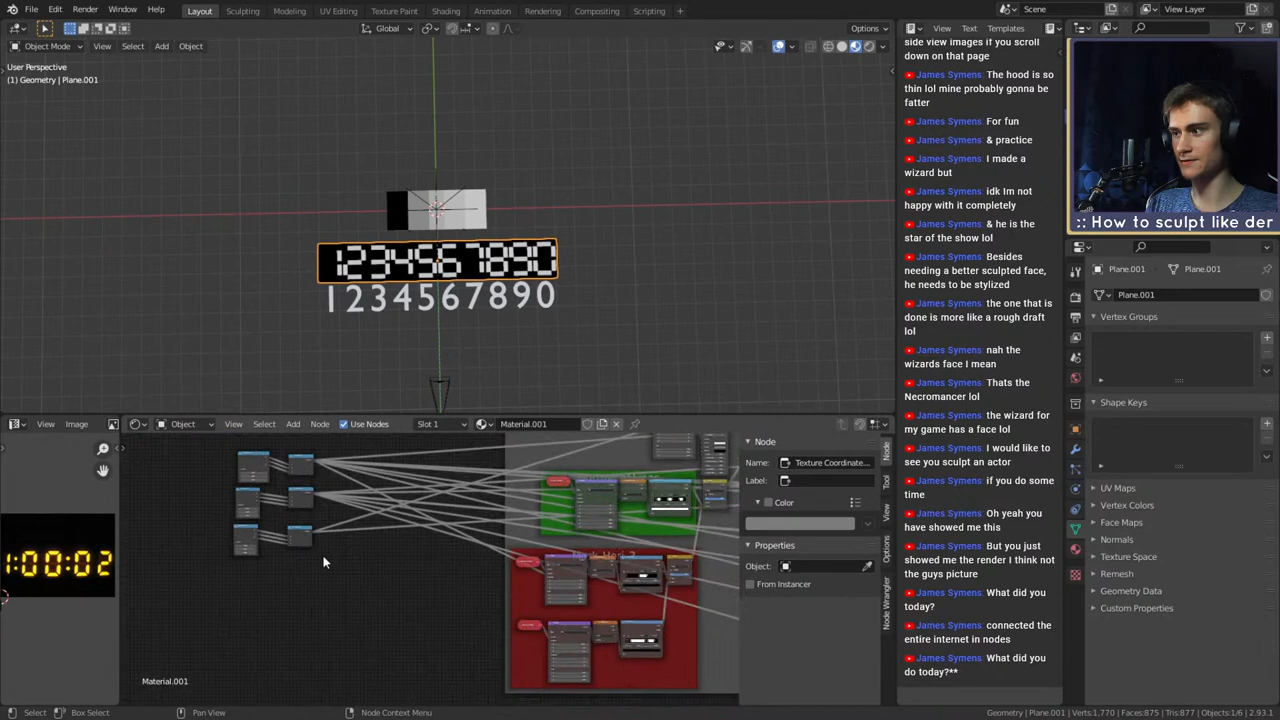 File Edit Render Window Help
Layout Sculpting Modeling UV Editing Texture Paint Shading Animation Rendering Compositing Scripting +
Scene
View Layer
Global
Options
Object Mode View Select Add Object
User Perspective
(1) Geometry | Plane.001
1234567890
1234567890
View Image
Object View Select Add Node Use Nodes Slot 1 Material.001
1:00:02
Material.001
Node
Name: Texture Coordinate...
Label:
Color
Properties
Object:
From Instancer
Node
Tool
View
Options
Node Wrangler
View Text Templates
side view images if you scroll
down on that page
James Symens: The hood is so
thin lol mine probably gonna be
fatter
James Symens: For fun
James Symens: & practice
James Symens: I made a
wizard but
James Symens: idk Im not
happy with it completely
James Symens: & he is the
star of the show lol
James Symens: Besides
needing a better sculpted face,
he needs to be stylized
James Symens: the one that is
done is more like a rough draft
lol
James Symens: nah the
wizards face I mean
James Symens: Thats the
Necromancer lol
James Symens: the wizard for
my game has a face lol
James Symens: I would like to
see you sculpt an actor
James Symens: if you do some
time
James Symens: Oh yeah you
have showed me this
James Symens: But you just
showed me the render I think not
the guys picture
James Symens: What did you
today?
James Symens: connected the
entire internet in nodes
James Symens: What did you
do today?**
:: How to sculpt like der
Plane.001
Plane.001
Plane.001
Vertex Groups
Shape Keys
UV Maps
Vertex Colors
Face Maps
Normals
Texture Space
Remesh
Geometry Data
Custom Properties
Select
Box Select
Pan View
Node Context Menu
Geometry | Plane.001
Verts:1,770
Faces:875
Tris:877
Objects:1/6
2.93.1